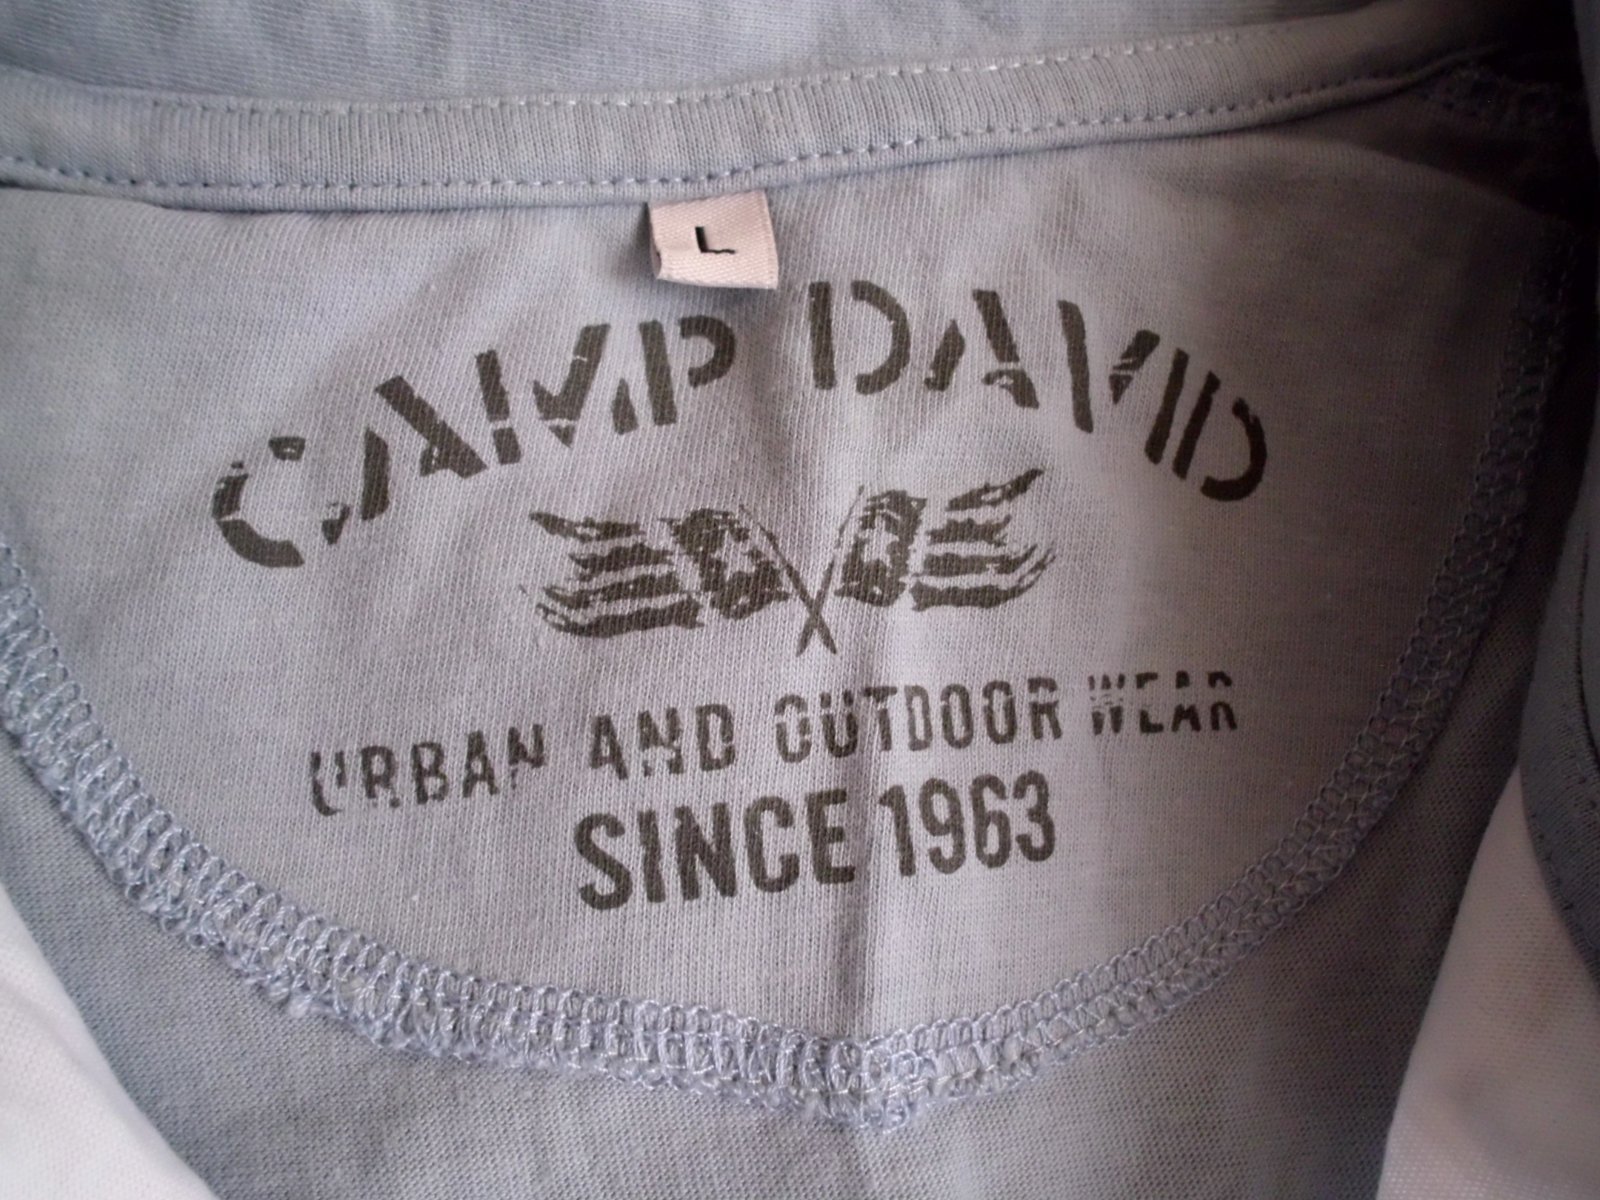 L
CAMP DAVID
URBAN AND OUTDOOR WEAR
SINCE 1963